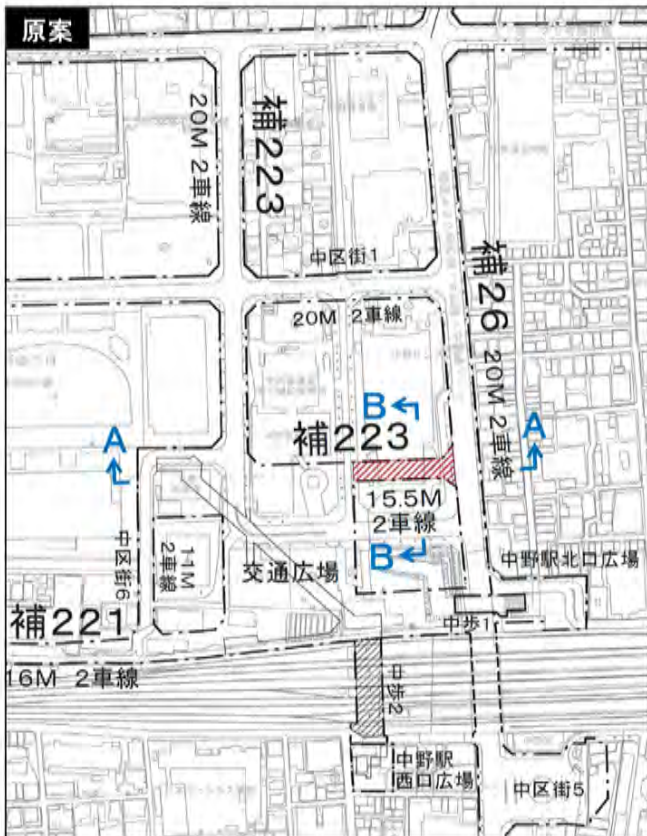 原案
20M 2車線
補223
中区街1
20M 2車線
補26
20M 2車線
B
補223
A
A
15.5M
2車線
B
中区街6
11M
2車線
交通広場
中野駅北口広場
補221
中歩1
16M 2車線
中歩2
中野駅
西口広場
中区街5